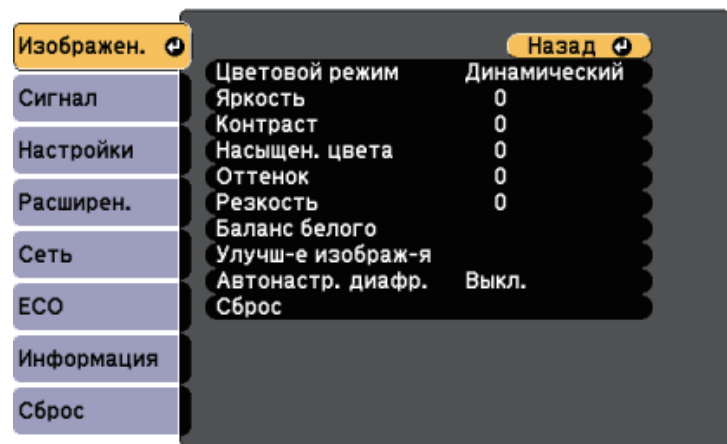 Изображен.
Сигнал
Настройки
Расширен.
Сеть
ECO
Информация
Сброс
Назад
Цветовой режим Динамический
Яркость 0
Контраст 0
Насыщен. цвета 0
Оттенок 0
Резкость 0
Баланс белого
Улучш-е изображ-я
Автонастр. диафр. Выкл.
Сброс